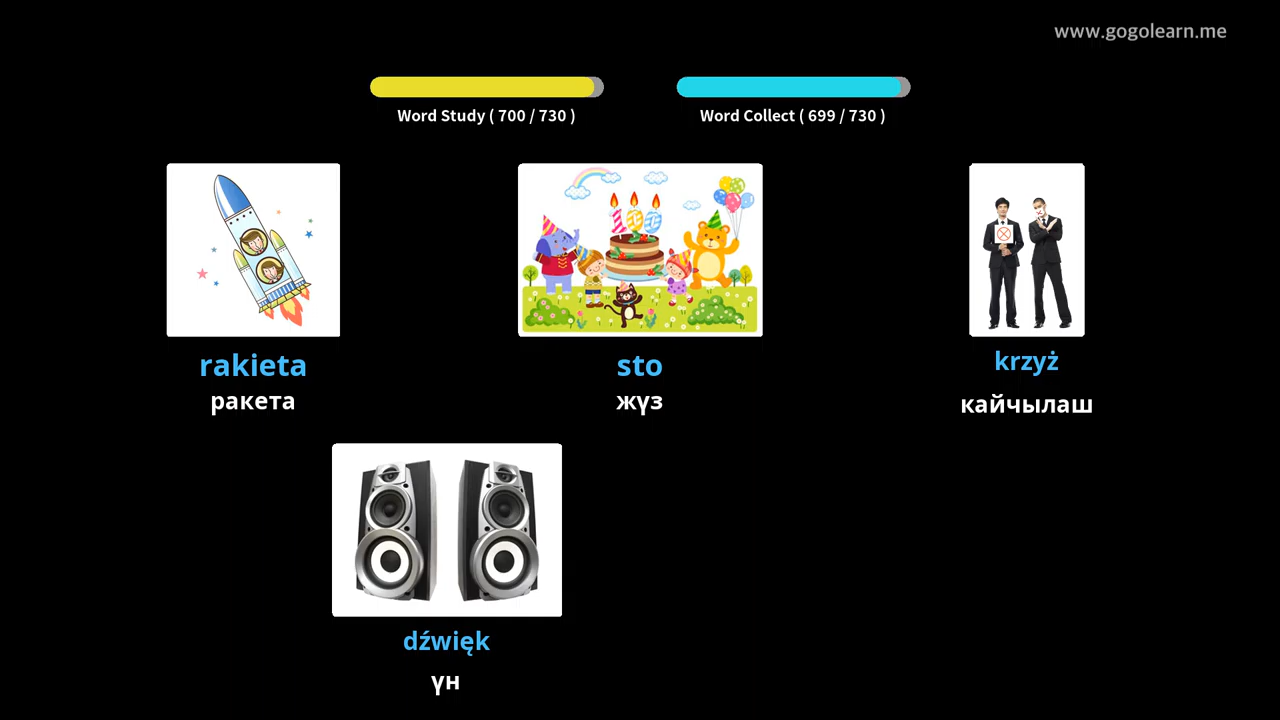 www.gogolearn.me
Word Study ( 700 / 730 )
Word Collect ( 699 / 730 )
100
rakieta
ракета
sto
жүз
krzyż
кайчылаш
dźwięk
үн